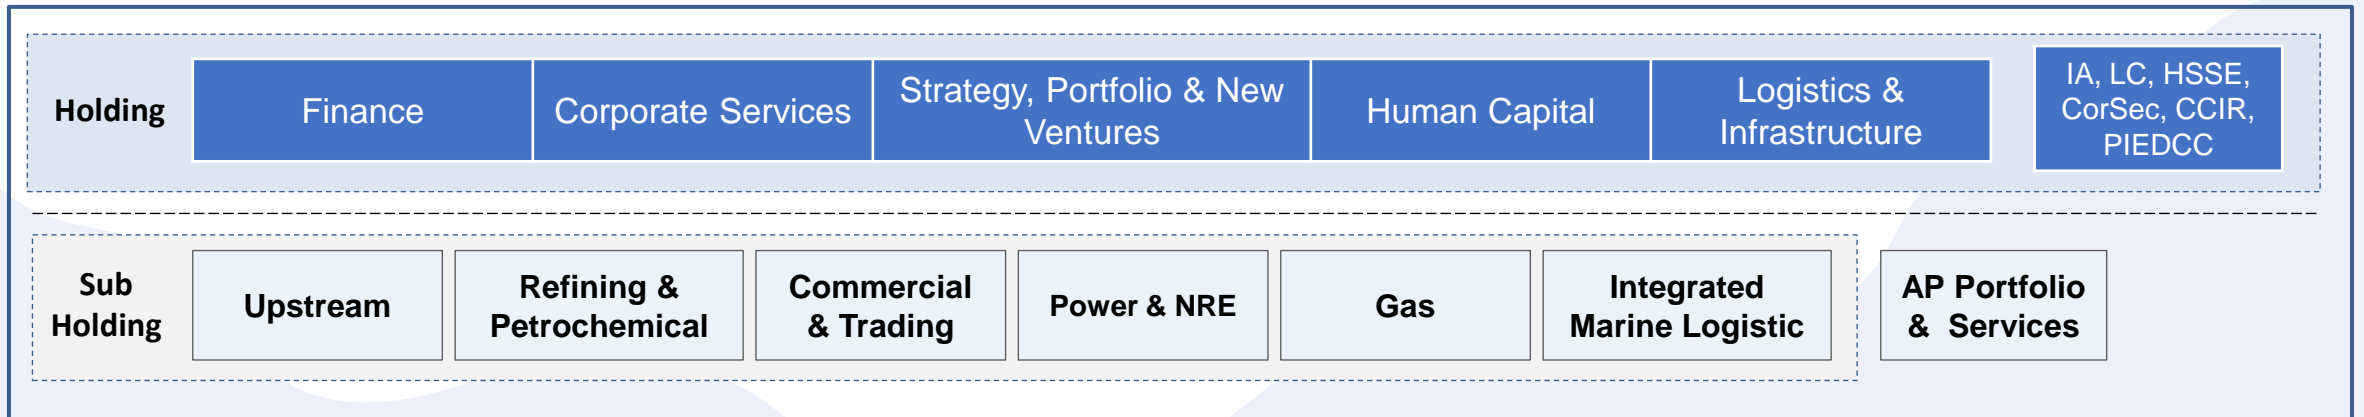 Holding
Finance
Corporate Services
Strategy, Portfolio & New
Ventures
Human Capital
Logistics &
Infrastructure
IA, LC, HSSE,
CorSec, CCIR,
PIEDCC
Sub
Holding
Upstream
Refining &
Petrochemical
Commercial
& Trading
Power & NRE
Gas
Integrated
Marine Logistic
AP Portfolio
& Services